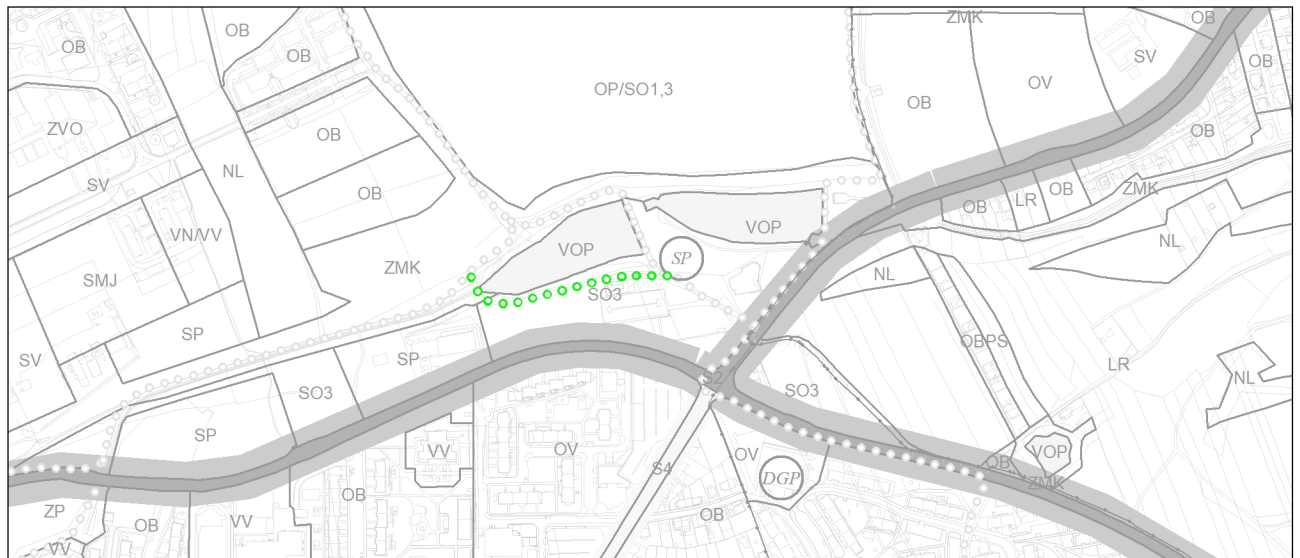 OB
OB
OB
ZMK
OB
OB
OP/SO1,3
SV
OV
OB
OB
ZVO
OB
OB
NL
SV
OB
OB
LR
OB
ZMK
VN/VV
VOP
NL
VOP
SP
ZMK
NL
SMJ
SO3
SP
OBPS
SV
SP
LR
NL
S2
SO3
SO3
SP
VV
OV
VOP
OV
S4
OB
OB
DGP
ZMK
ZP
OB
VV
OB
VV